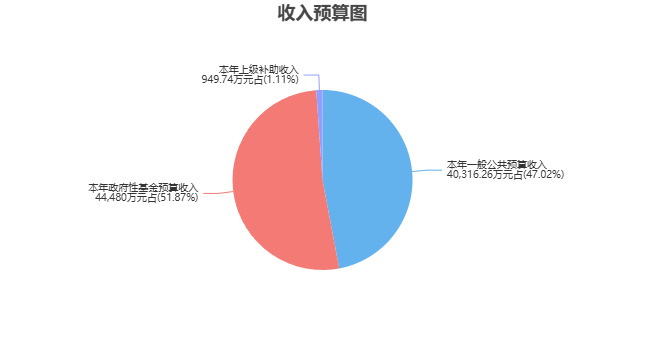 收入预算图
本年上级补助收入
949.74万元占(1.11%)
本年一般公共预算收入
40,316.26万元占(47.02%)
本年政府性基金预算收入
44,480万元占(51.87%)